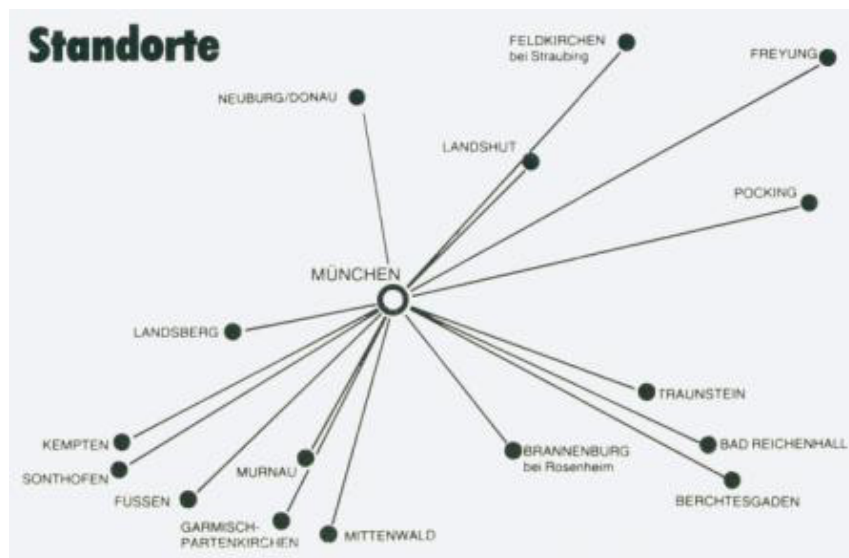 Standorte
FELDKIRCHEN
bei Straubing
FREYUNG
NEUBURG/DONAU
LANDSHUT
POCKING
MÜNCHEN
LANDSBERG
TRAUNSTEIN
KEMPTEN
BAD REICHENHALL
BRANNENBURG
bei Rosenheim
SONTHOFEN
MURNAU
FÜSSEN
BERCHTESGADEN
GARMISCH-
PARTENKIRCHEN
MITTENWALD